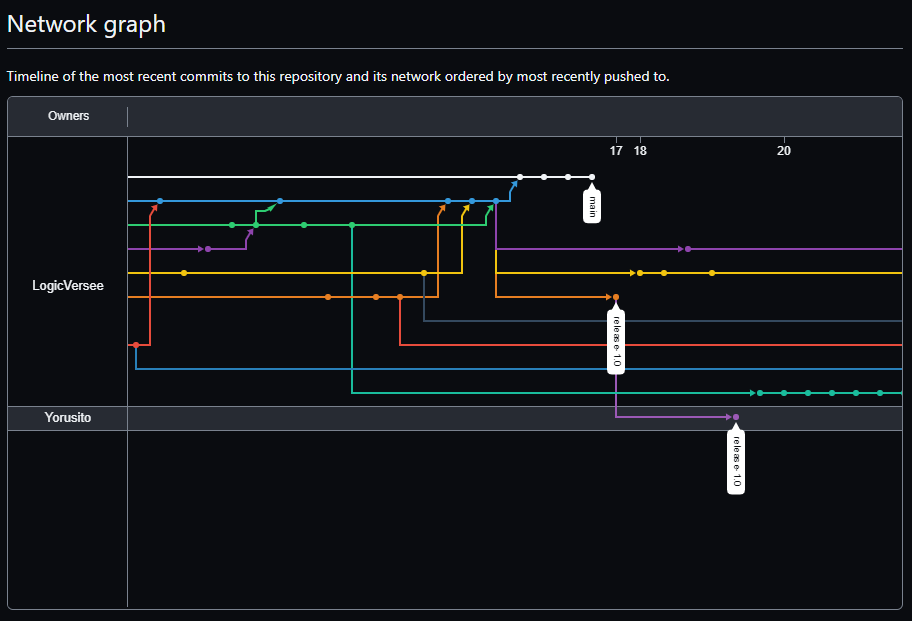 Network graph
Timeline of the most recent commits to this repository and its network ordered by most recently pushed to.
Owners
17 18 20
main
LogicVersee
release-1.0
Yorusito
release-1.0